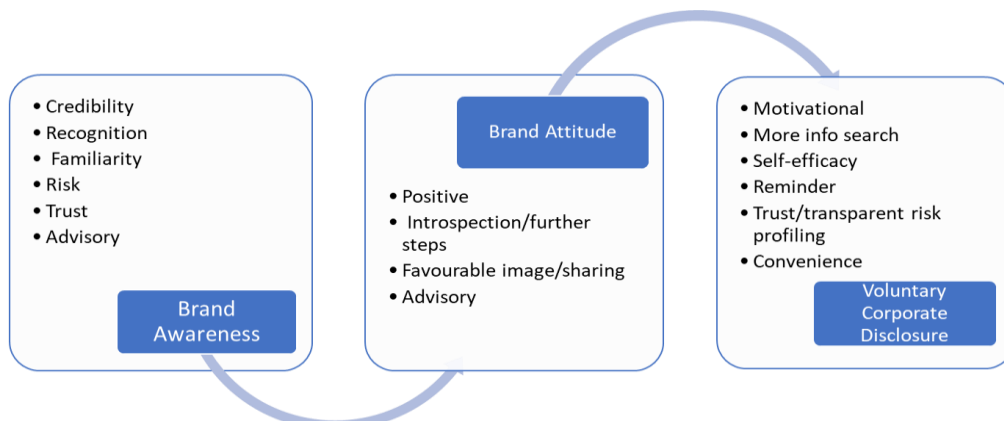 • Credibility
• Recognition
• Familiarity
• Risk
• Trust
• Advisory
Brand
Awareness
Brand Attitude
• Positive
• Introspection/further
steps
• Favourable image/sharing
• Advisory
• Motivational
• More info search
• Self-efficacy
• Reminder
• Trust/transparent risk
profiling
• Convenience
Voluntary
Corporate
Disclosure